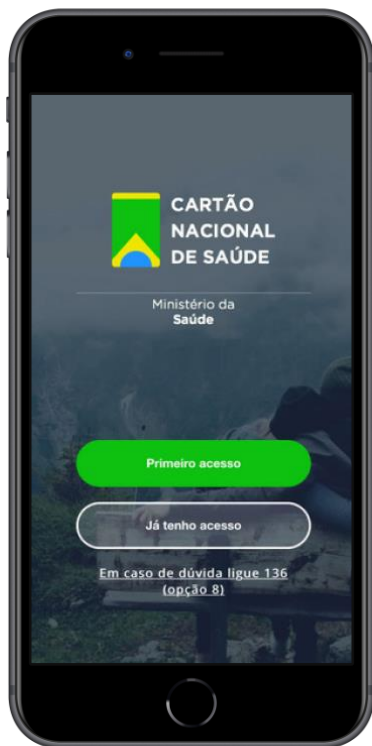 CARTÃO
NACIONAL
DE SAÚDE
Ministério da
Saúde
Primeiro acesso
Já tenho acesso
Em caso de dúvida ligue 136
(opção 8)